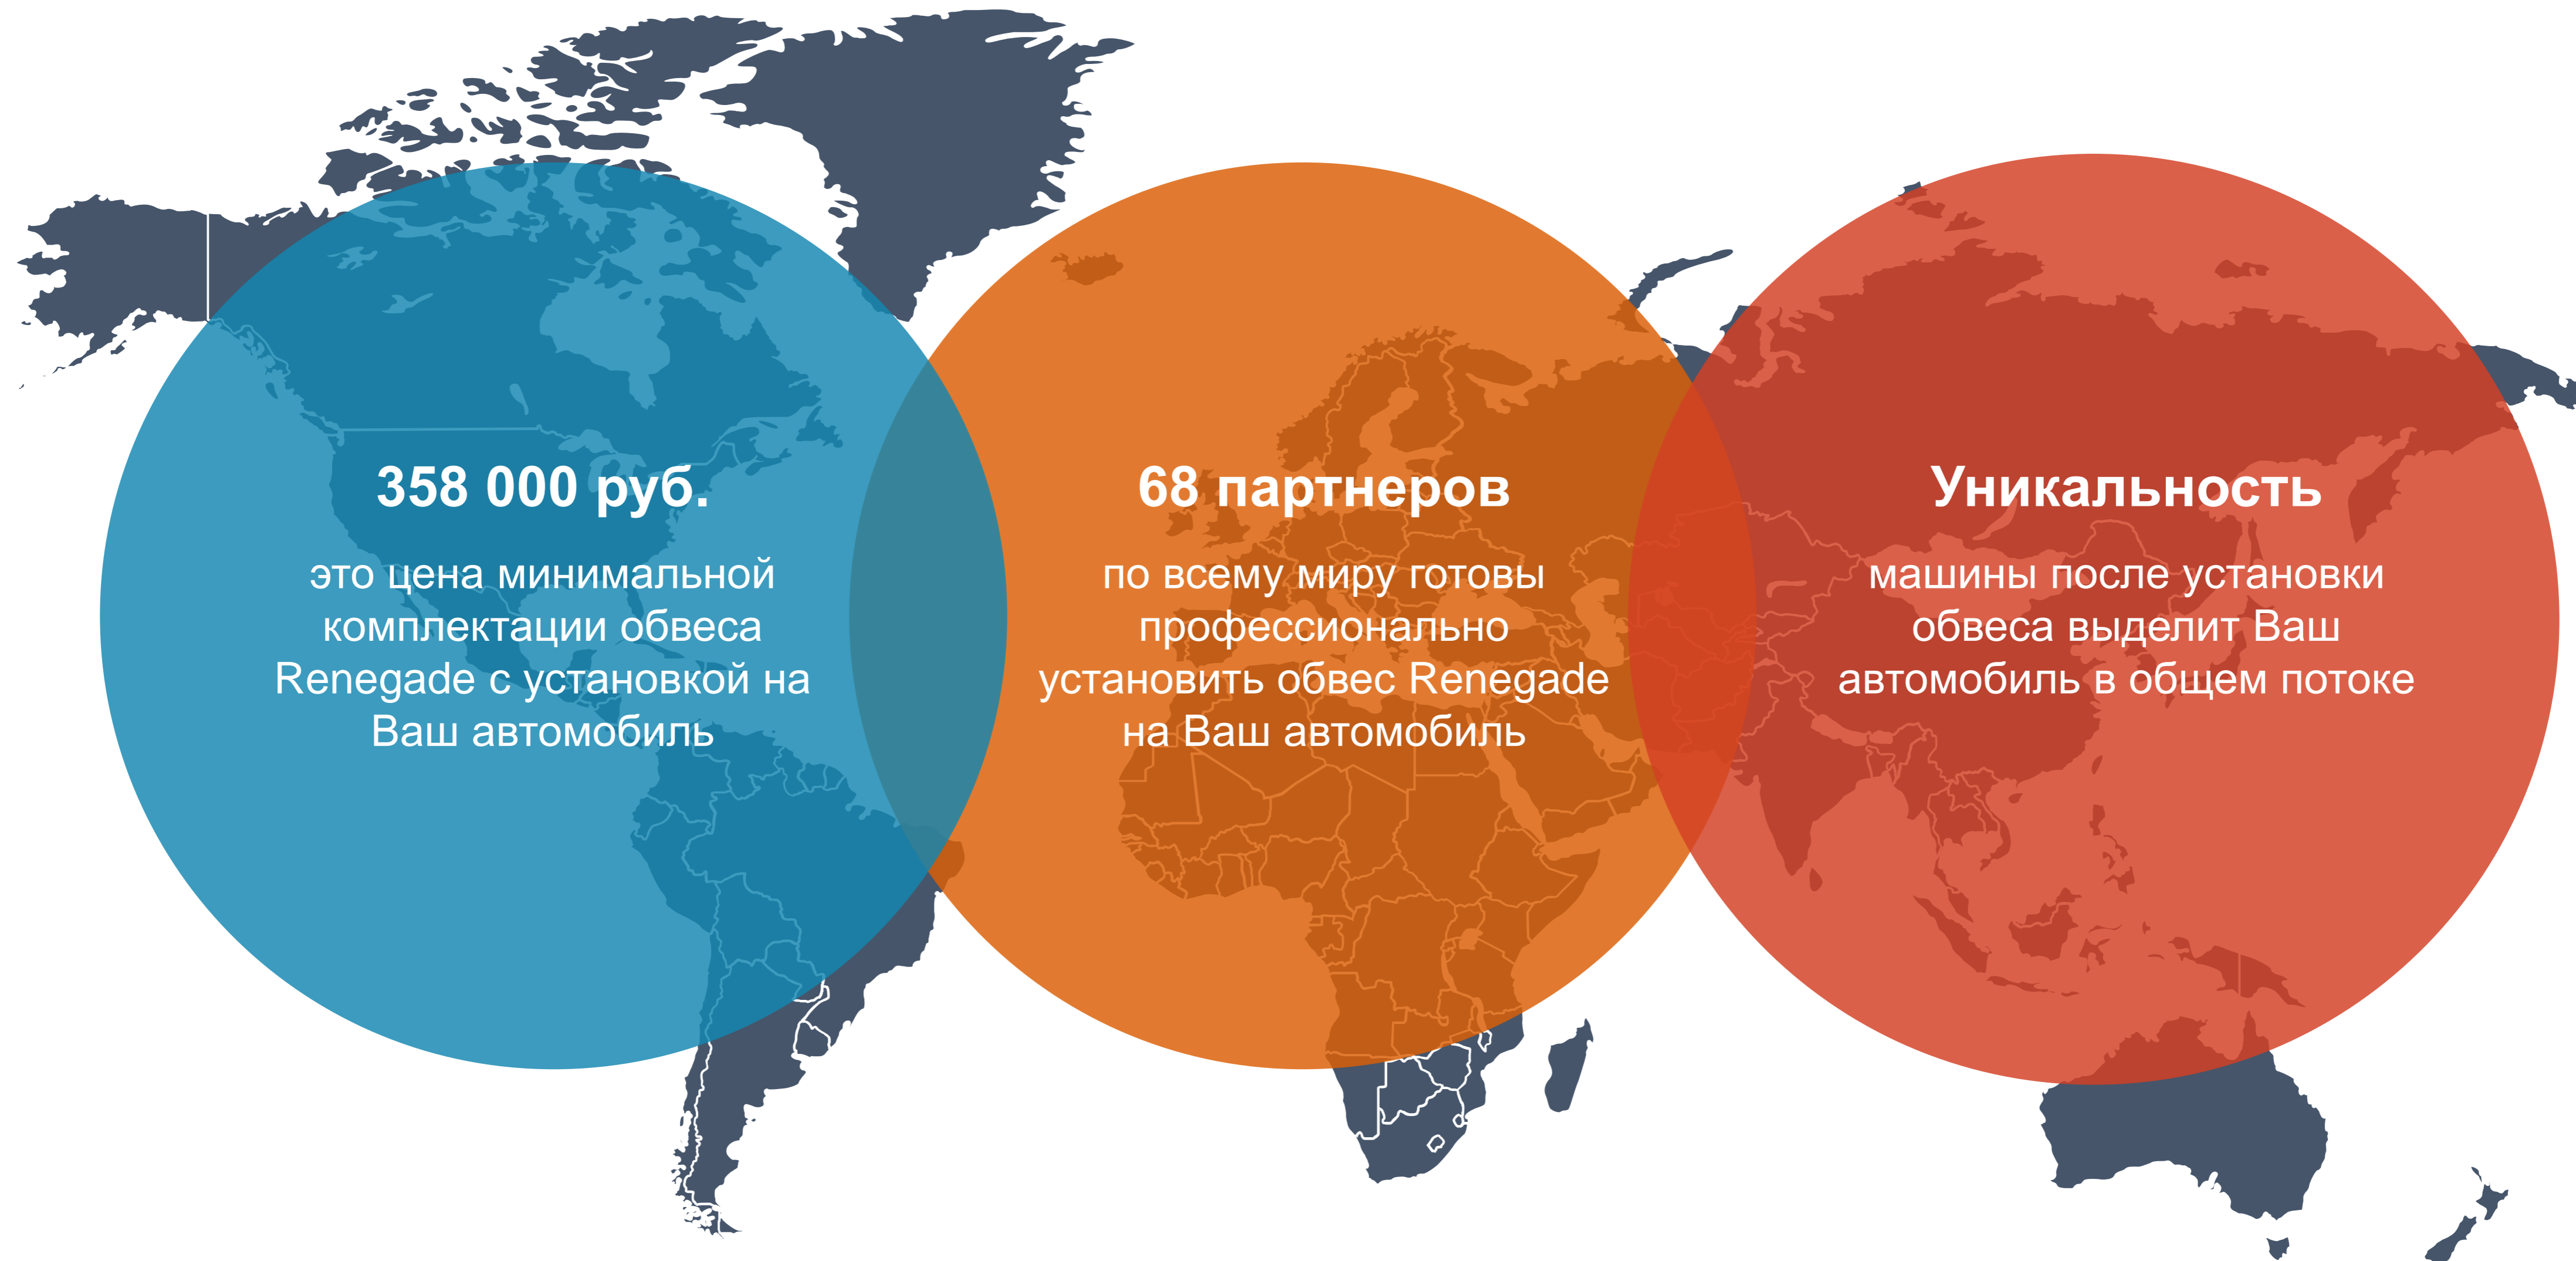 358 000 руб.
это цена минимальной
комплектации обвеса
Renegade с установкой на
Ваш автомобиль
68 партнеров
по всему миру готовы
профессионально
установить обвес Renegade
на Ваш автомобиль
Уникальность
машины после установки
обвеса выделит Ваш
автомобиль в общем потоке